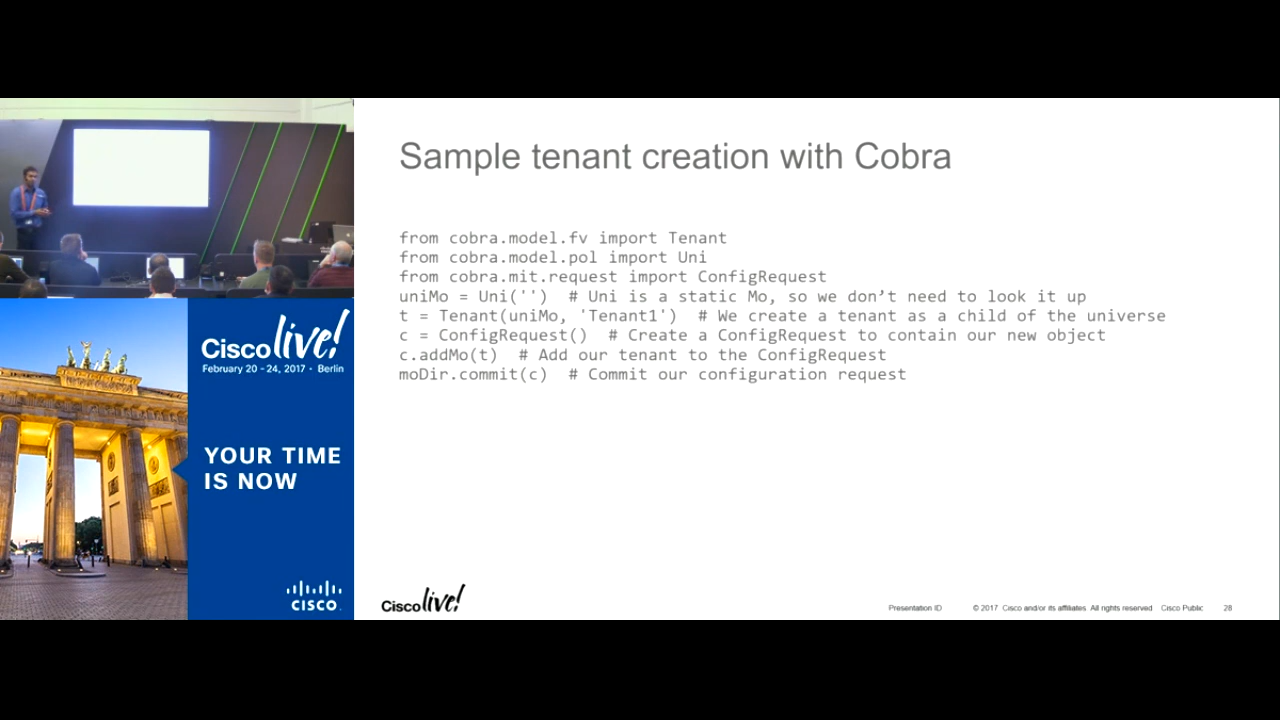 Sample tenant creation with Cobra
from cobra.model.fv import Tenant
from cobra.model.pol import Uni
from cobra.mit.request import ConfigRequest
uniMo = Uni('')  # Uni is a static Mo, so we don’t need to look it up
t = Tenant(uniMo, 'Tenant1')  # We create a tenant as a child of the universe
c = ConfigRequest()  # Create a ConfigRequest to contain our new object
c.addMo(t)  # Add our tenant to the ConfigRequest
moDir.commit(c)  # Commit our configuration request
Cisco live!
February 20 - 24, 2017 • Berlin
YOUR TIME
IS NOW
CISCO
Cisco live!
Presentation ID
© 2017 Cisco and/or its affiliates. All rights reserved. Cisco Public
28